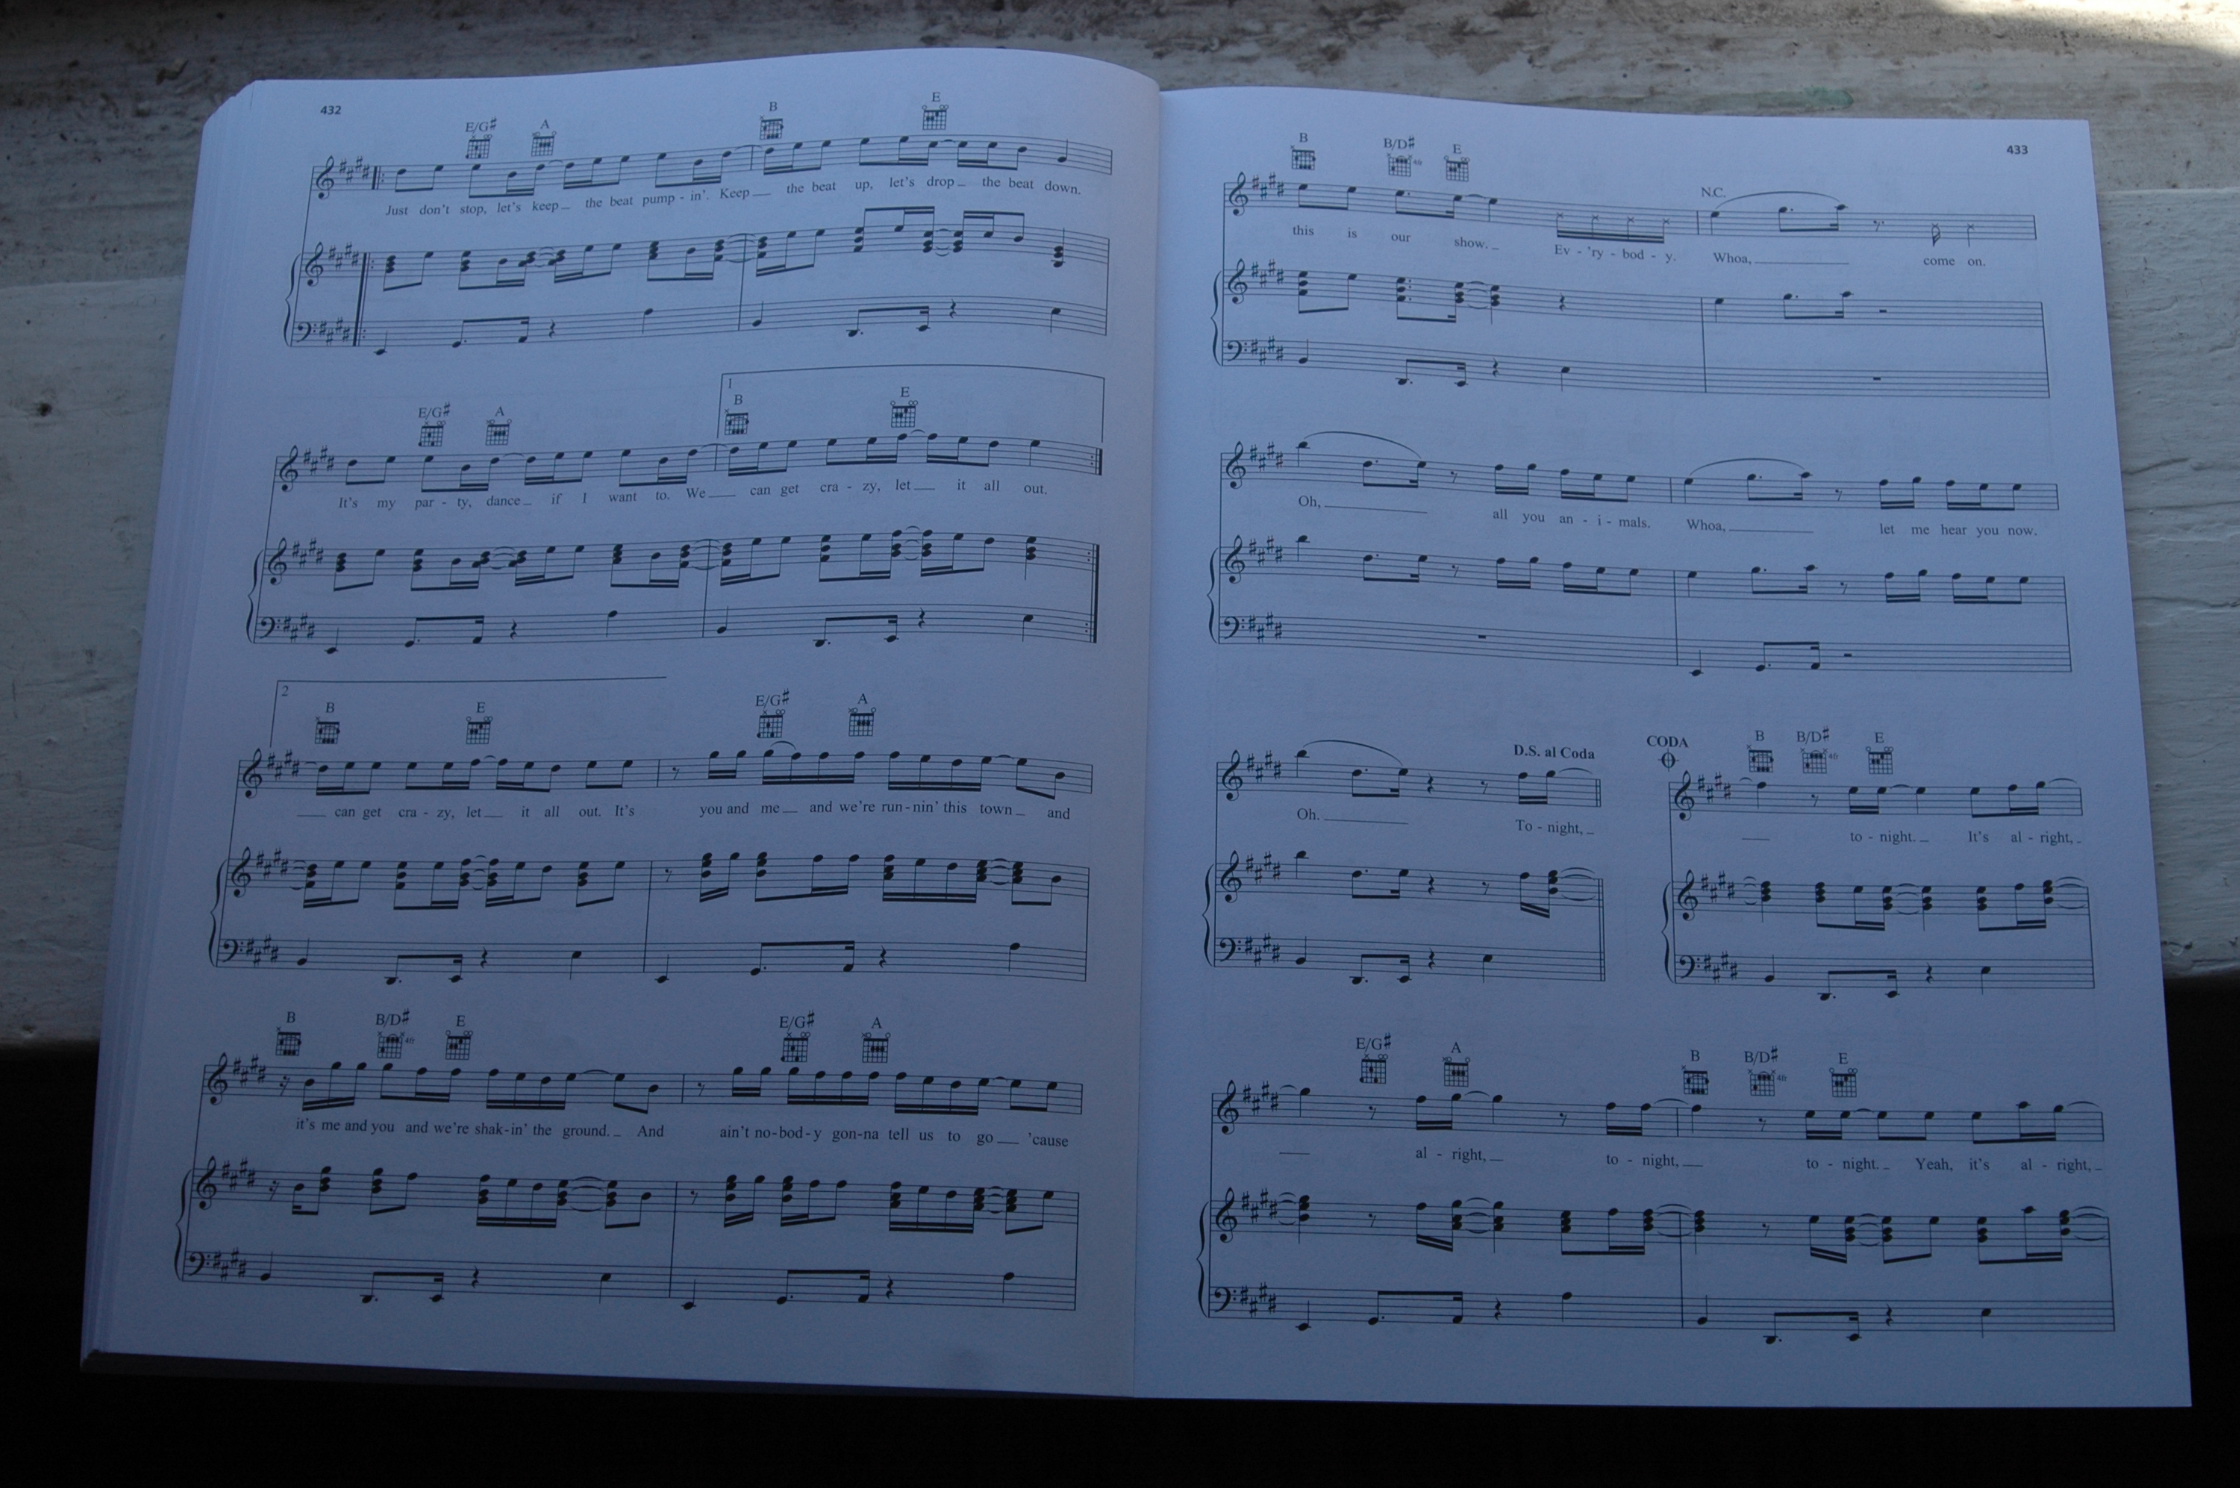 432
E/G♯ A B E
Just don't stop, let's keep the beat pump - in'. Keep the beat up, let's drop the beat down.
1
E/G♯ A B E
It's my par - ty, dance if I want to. We can get cra - zy, let it all out.
2
B E E/G♯ A
can get cra - zy, let it all out. It's you and me and we're run - nin' this town and
B B/D♯ 4fr E E/G♯ A
it's me and you and we're shak - in' the ground. And ain't no - bod - y gon - na tell us to go 'cause
433
B B/D♯ 4fr E N.C.
this is our show. Ev - 'ry - bod - y. Whoa, come on.
Oh, all you an - i - mals. Whoa, let me hear you now.
D.S. al Coda
Oh. To - night,
CODA
B B/D♯ 4fr E
to - night. It's al - right,
E/G♯ A B B/D♯ 4fr E
al - right, to - night, to - night. Yeah, it's al - right,